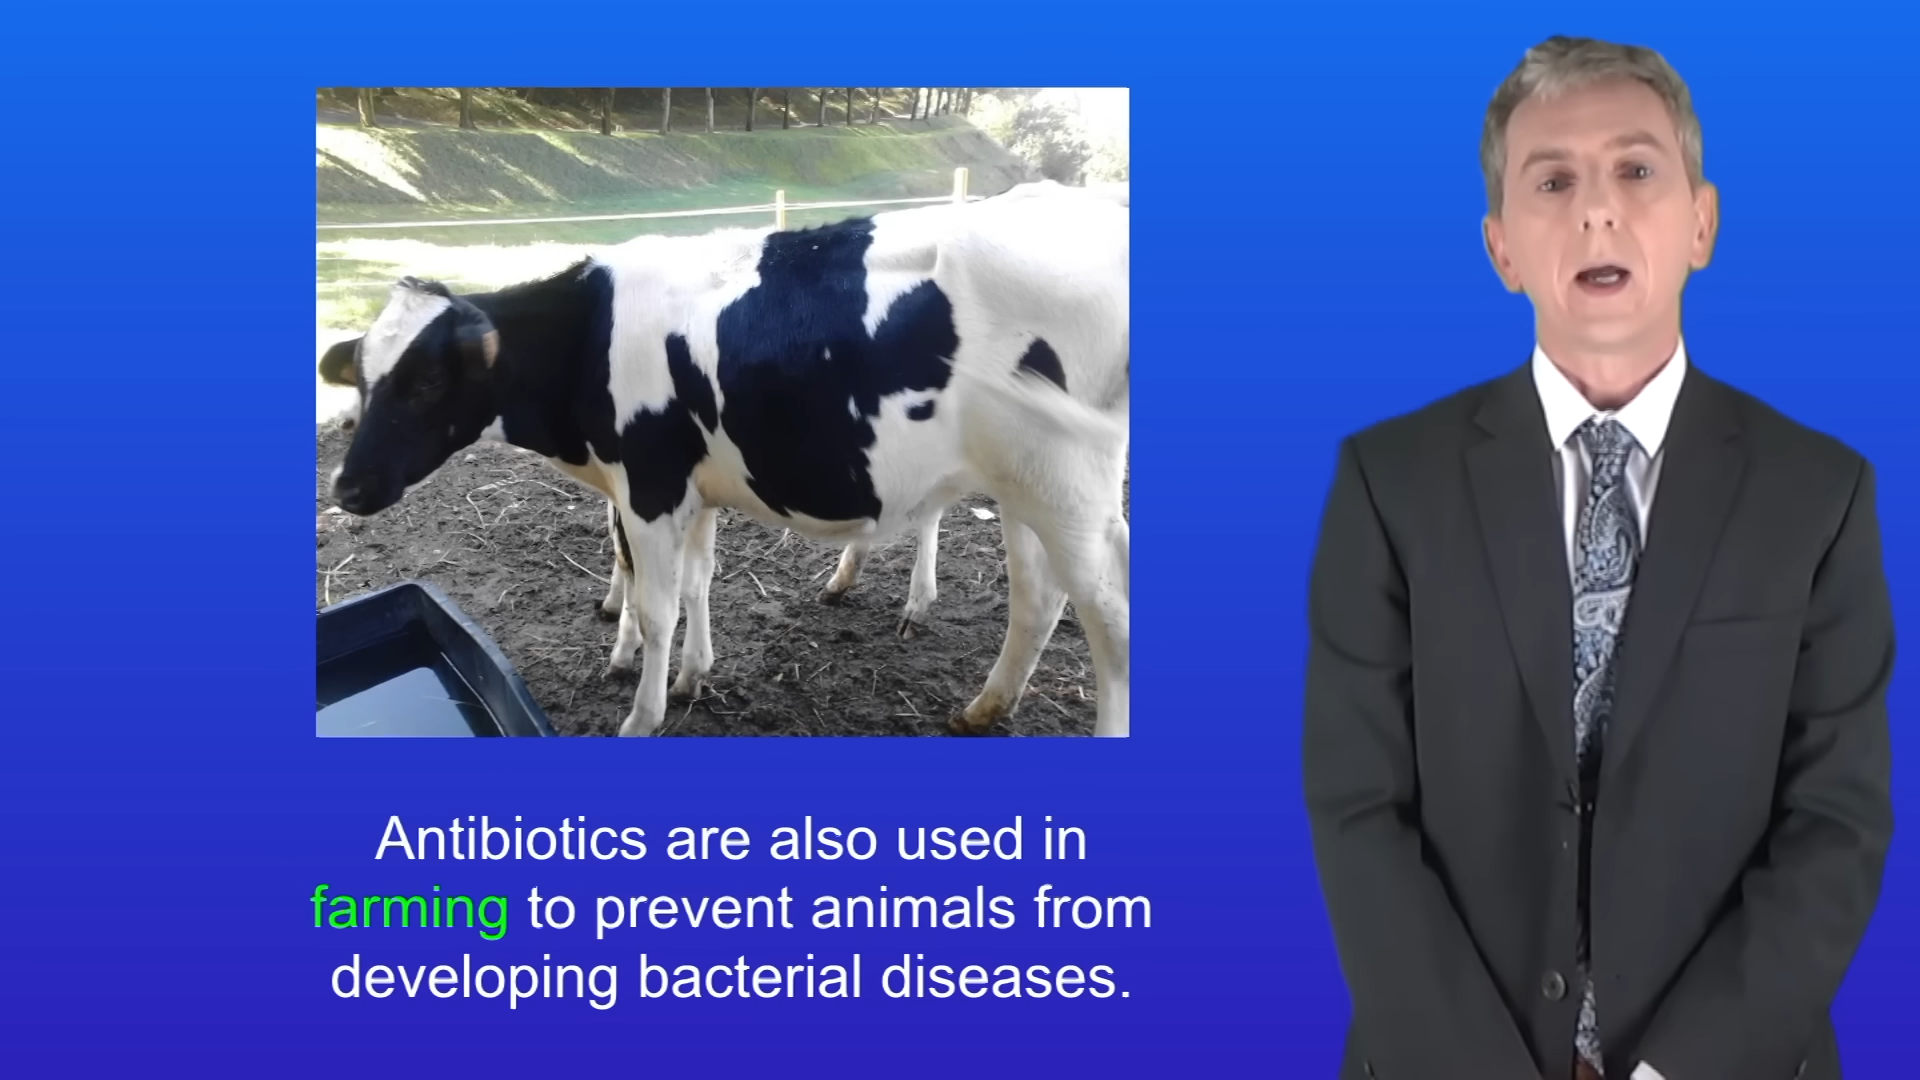 Antibiotics are also used in
farming to prevent animals from
developing bacterial diseases.